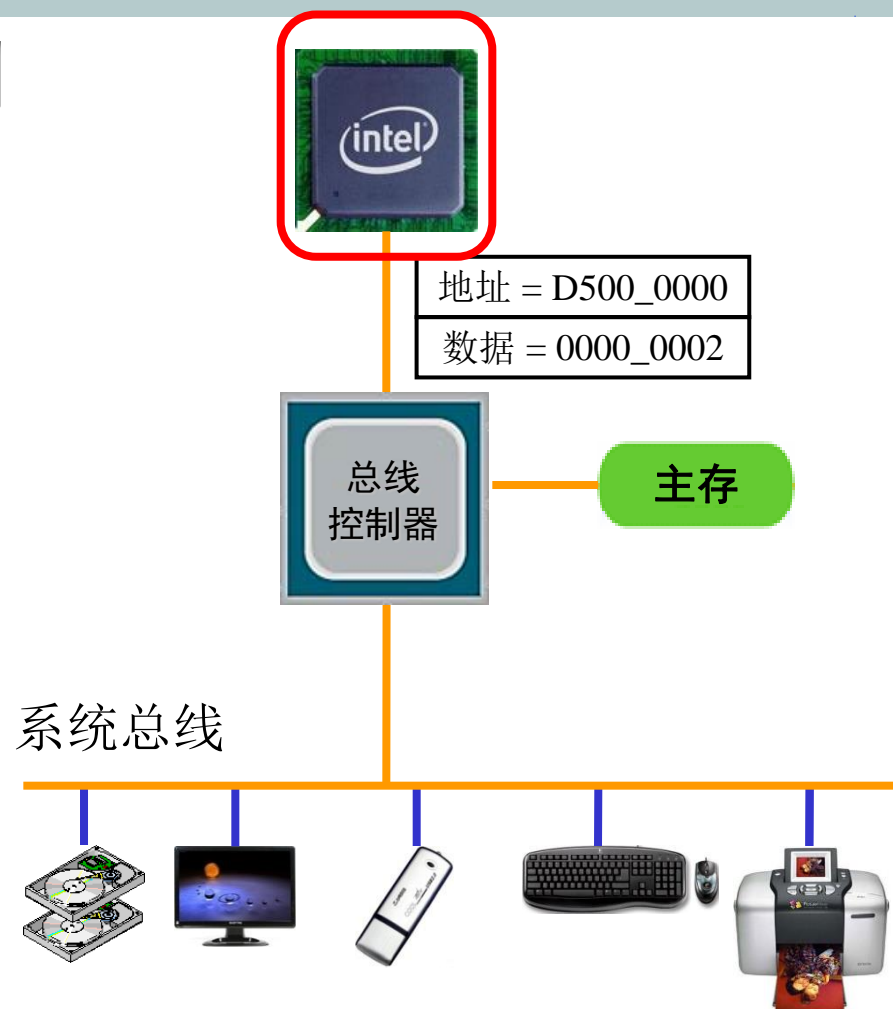 intel
地址 = D500_0000
数据 = 0000_0002
总线
控制器
主存
系统总线